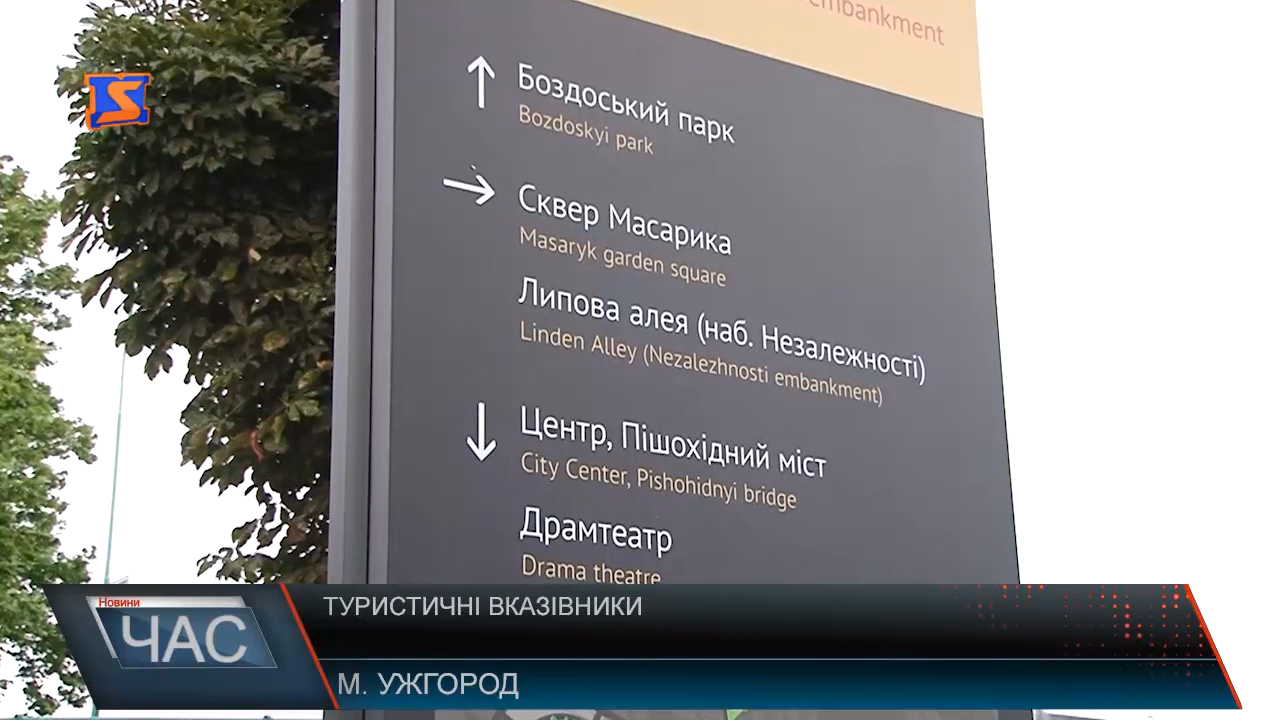 embankment
Боздоський парк
Bozdoskyi park
Сквер Масарика
Masaryk garden square
Липова алея (наб. Незалежності)
Linden Alley (Nezalezhnosti embankment)
Центр, Пішохідний міст
City Center, Pishohidnyi bridge
Драмтеатр
Drama theatre
Новини
ЧАС
ТУРИСТИЧНІ ВКАЗІВНИКИ
М. УЖГОРОД